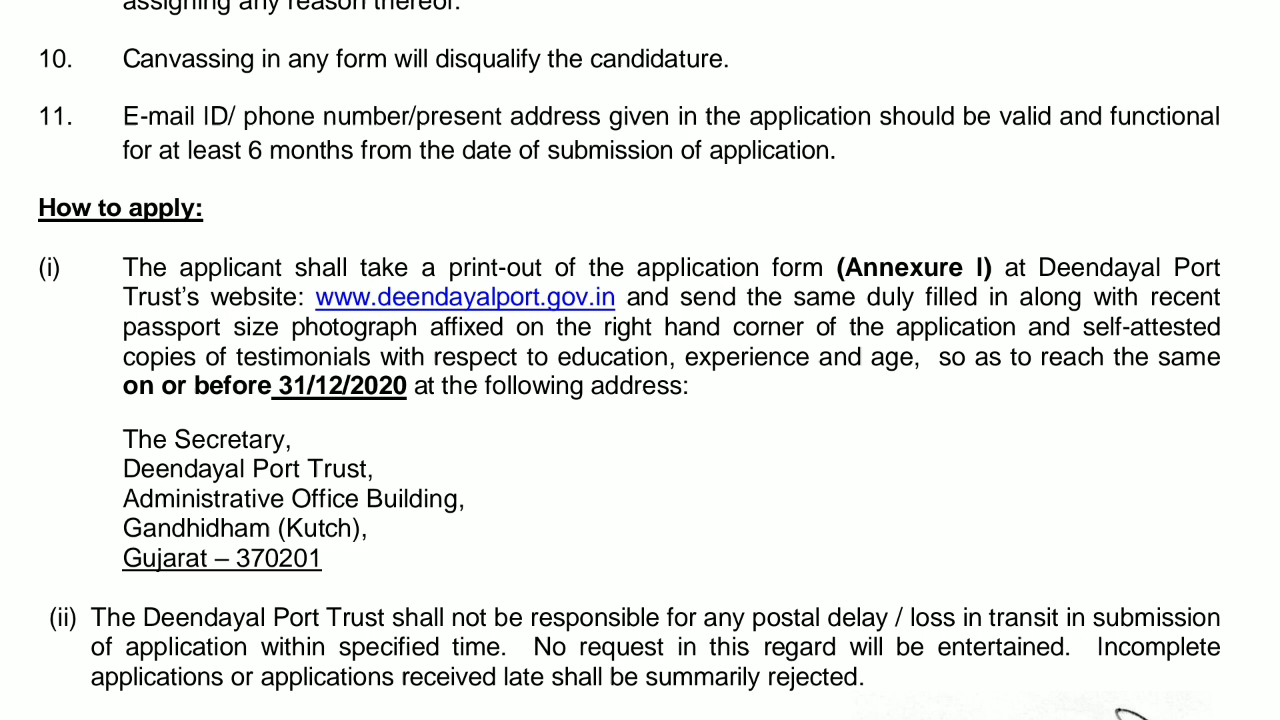 assigning any reason thereof.
10. Canvassing in any form will disqualify the candidature.
11. E-mail ID/ phone number/present address given in the application should be valid and functional
for at least 6 months from the date of submission of application.
How to apply:
(i) The applicant shall take a print-out of the application form (Annexure I) at Deendayal Port
Trust’s website: www.deendayalport.gov.in and send the same duly filled in along with recent
passport size photograph affixed on the right hand corner of the application and self-attested
copies of testimonials with respect to education, experience and age, so as to reach the same
on or before 31/12/2020 at the following address:
The Secretary,
Deendayal Port Trust,
Administrative Office Building,
Gandhidham (Kutch),
Gujarat – 370201
(ii) The Deendayal Port Trust shall not be responsible for any postal delay / loss in transit in submission
of application within specified time. No request in this regard will be entertained. Incomplete
applications or applications received late shall be summarily rejected.